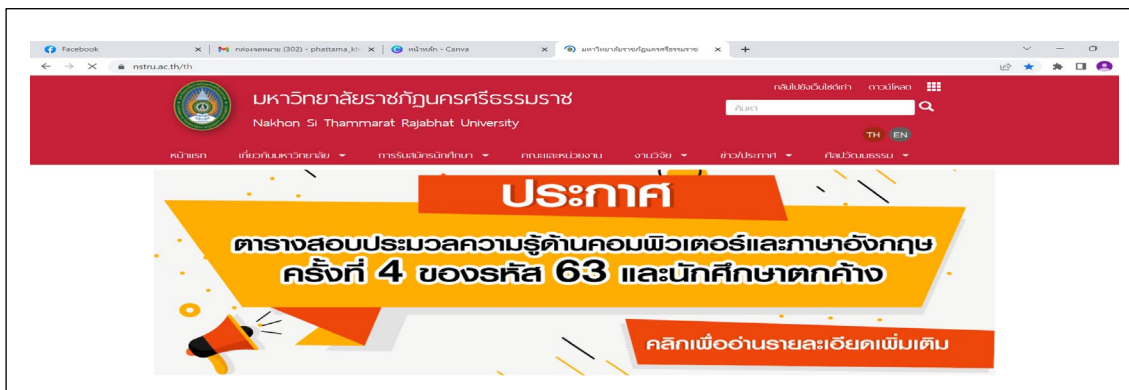 Facebook
กล่องจดหมาย (302) - phattama_kh
หน้าหลัก - Canva
มหาวิทยาลัยราชภัฏนครศรีธรรมราช
nstru.ac.th/th
กลับไปยังเว็บไซต์เก่า ดาวน์โหลด
มหาวิทยาลัยราชภัฏนครศรีธรรมราช
ค้นหา
Nakhon Si Thammarat Rajabhat University
TH EN
หน้าแรก เกี่ยวกับมหาวิทยาลัย การรับสมัครนักศึกษา คณะและหน่วยงาน งานวิจัย ข่าว/ประกาศ ศิลปวัฒนธรรม
ประกาศ
ตารางสอบประมวลความรู้ด้านคอมพิวเตอร์และภาษาอังกฤษ
ครั้งที่ 4 ของรหัส 63 และนักศึกษาตกค้าง
คลิกเพื่ออ่านรายละเอียดเพิ่มเติม